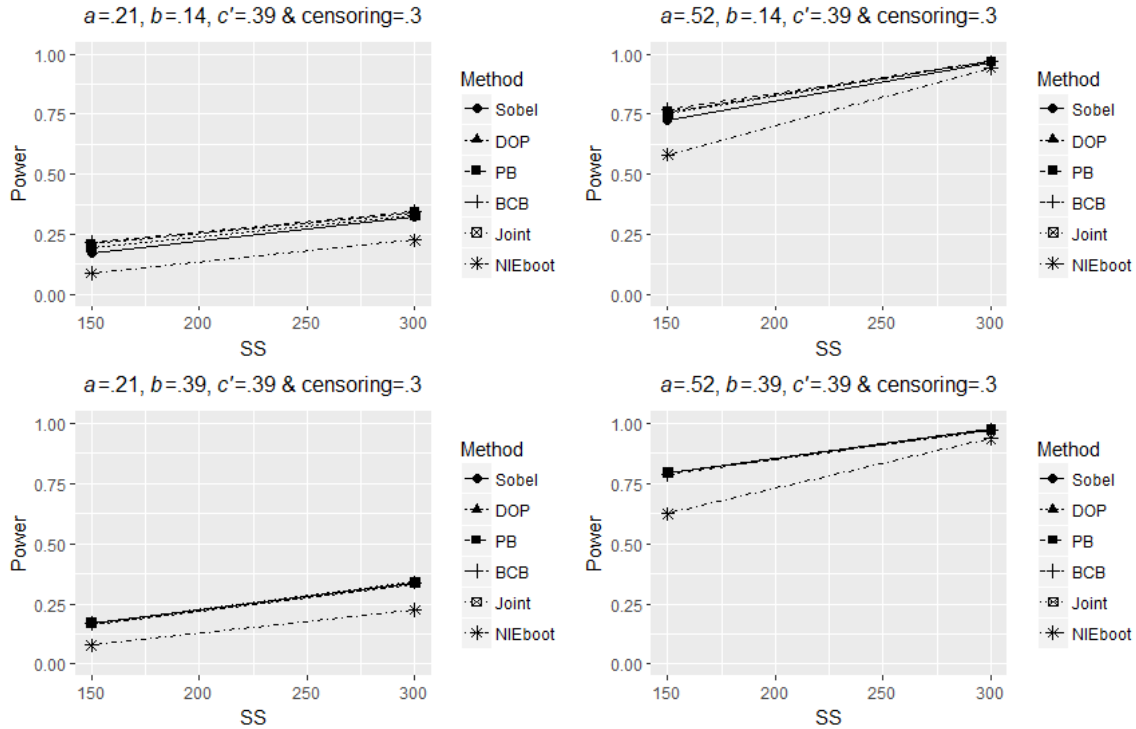 a=.21, b=.14, c'=.39 & censoring=.3
Power
1.00
0.75
0.50
0.25
0.00
150
200
250
300
SS
Method
Sobel
DOP
PB
BCB
Joint
NIEboot
a=.52, b=.14, c'=.39 & censoring=.3
Power
1.00
0.75
0.50
0.25
0.00
150
200
250
300
SS
Method
Sobel
DOP
PB
BCB
Joint
NIEboot
a=.21, b=.39, c'=.39 & censoring=.3
Power
1.00
0.75
0.50
0.25
0.00
150
200
250
300
SS
Method
Sobel
DOP
PB
BCB
Joint
NIEboot
a=.52, b=.39, c'=.39 & censoring=.3
Power
1.00
0.75
0.50
0.25
0.00
150
200
250
300
SS
Method
Sobel
DOP
PB
BCB
Joint
NIEboot